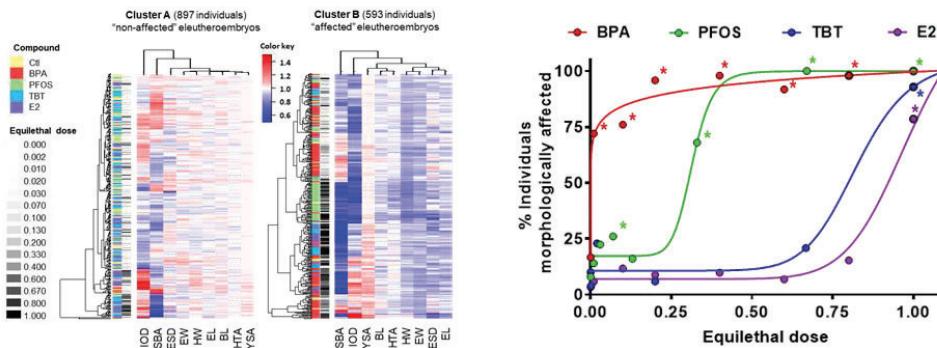 Cluster A (897 individuals)
"non-affected" eleutheroembryos
Cluster B (593 individuals)
"affected" eleutheroembryos
Compound
Ctl
BPA
PFOS
TBT
E2
Equilethal dose
0.000
0.002
0.010
0.020
0.030
0.070
0.100
0.130
0.200
0.330
0.400
0.600
0.670
0.800
1.000
Color key
1.4
1.2
1.0
0.8
0.6
IOD
SBA
ESD
EW
HW
EL
BL
HTA
YSA
SBA
IOD
YSA
BL
HTA
HW
EW
ESD
EL
BPA
PFOS
TBT
E2
% Individuals
morphologically affected
100
75
50
25
0
0.00
0.25
0.50
0.75
1.00
Equilethal dose